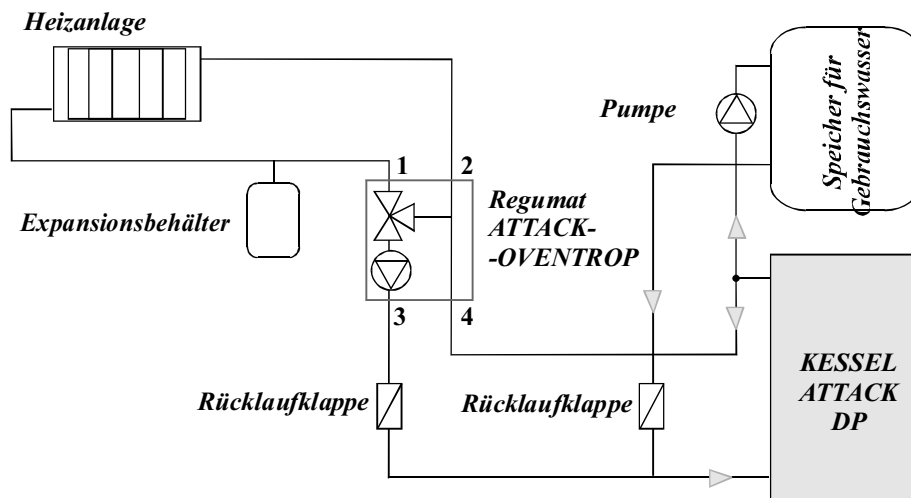 Heizanlage
Pumpe
Speicher für
Gebrauchswasser
1
2
Expansionsbehälter
Regumat
ATTACK-
-OVENTROP
3
4
Rücklaufklappe
Rücklaufklappe
KESSEL
ATTACK
DP